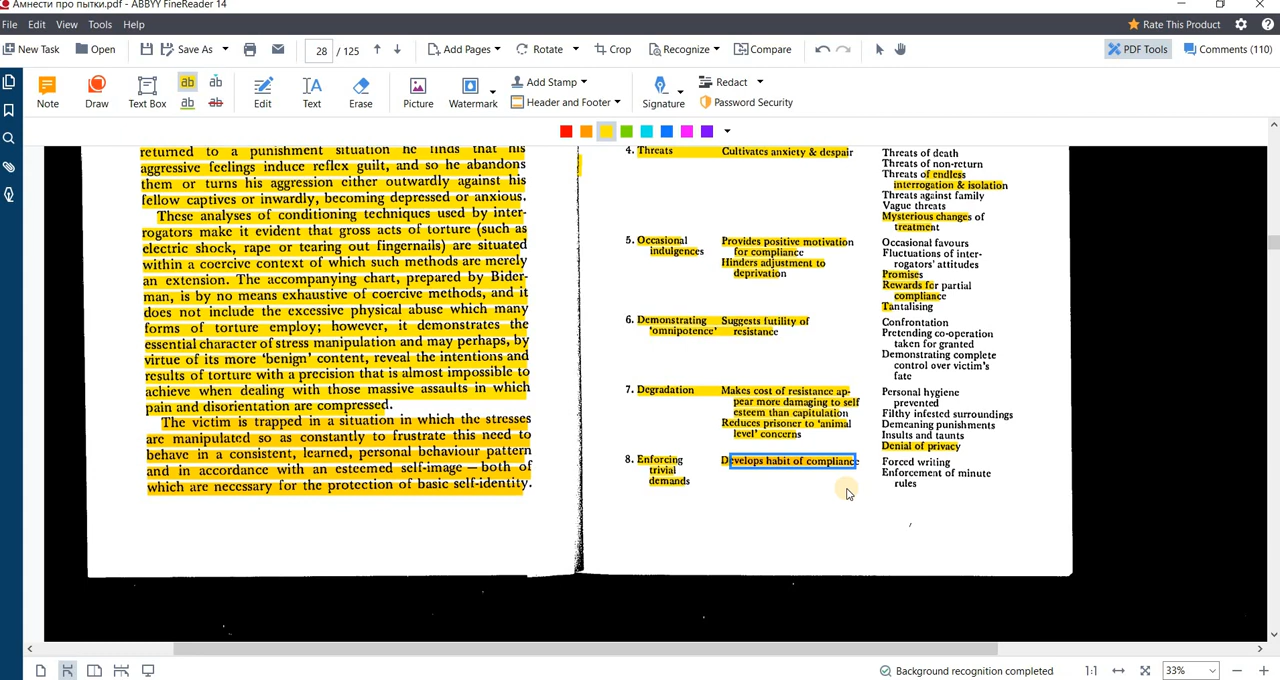 Амнести про пытки.pdf - ABBYY FineReader 14
File Edit View Tools Help
Rate This Product
New Task Open Save As 28 / 125 Add Pages Rotate Crop Recognize Compare PDF Tools Comments (110)
Note Draw Text Box ab ab ab ab Edit Text Erase Picture Watermark Add Stamp Signature Redact
Header and Footer Password Security
returned to a punishment situation he finds that his
aggressive feelings induce reflex guilt, and so he abandons
them or turns his aggression either outwardly against his
fellow captives or inwardly, becoming depressed or anxious.
These analyses of conditioning techniques used by inter-
rogators make it evident that gross acts of torture (such as
electric shock, rape or tearing out fingernails) are situated
within a coercive context of which such methods are merely
an extension. The accompanying chart, prepared by Bider-
man, is by no means exhaustive of coercive methods, and it
does not include the excessive physical abuse which many
forms of torture employ; however, it demonstrates the
essential character of stress manipulation and may perhaps, by
virtue of its more ‘benign’ content, reveal the intentions and
results of torture with a precision that is almost impossible to
achieve when dealing with those massive assaults in which
pain and disorientation are compressed.
The victim is trapped in a situation in which the stresses
are manipulated so as constantly to frustrate this need to
behave in a consistent, learned, personal behaviour pattern
and in accordance with an esteemed self-image — both of
which are necessary for the protection of basic self-identity.
4. Threats Cultivates anxiety & despair Threats of death
Threats of non-return
Threats of endless
interrogation & isolation
Threats against family
Vague threats
Mysterious changes of
treatment
5. Occasional Provides positive motivation Occasional favours
indulgences for compliance Fluctuations of inter-
Hinders adjustment to rogators' attitudes
deprivation Promises
Rewards for partial
compliance
Tantalising
6. Demonstrating Suggests futility of Confrontation
‘omnipotence’ resistance Pretending co-operation
taken for granted
Demonstrating complete
control over victim's
fate
7. Degradation Makes cost of resistance ap- Personal hygiene
pear more damaging to self prevented
esteem than capitulation Filthy infested surroundings
Reduces prisoner to ‘animal Demeaning punishments
level’ concerns Insults and taunts
Denial of privacy
8. Enforcing Develops habit of compliance Forced writing
trivial Enforcement of minute
demands rules
Background recognition completed 1:1 33%